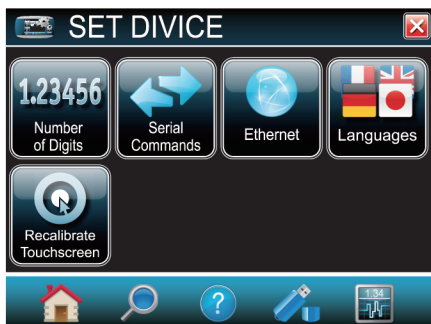 SET DIVICE
1.23456
Number
of Digits
Serial
Commands
Ethernet
Languages
Recalibrate
Touchscreen
?
1.34